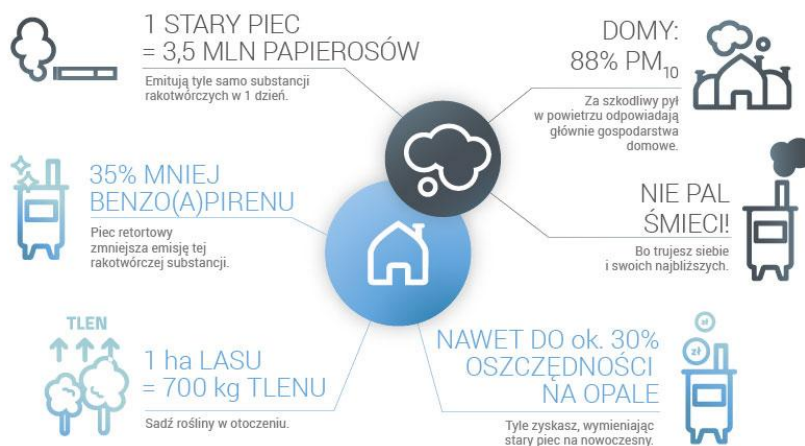 1 STARY PIEC
= 3,5 MLN PAPIEROSÓW
Emitują tyle samo substancji
rakotwórczych w 1 dzień.
DOMY:
88% PM10
Za szkodliwy pył
w powietrzu odpowiadają
głównie gospodarstwa
domowe.
35% MNIEJ
BENZO(A)PIRENU
Piec retortowy
zmniejsza emisję tej
rakotwórczej substancji.
NIE PAL
ŚMIECI!
Bo trujesz siebie
i swoich najbliższych.
TLEN
1 ha LASU
= 700 kg TLENU
Sadź rośliny w otoczeniu.
NAWET DO ok. 30%
OSZCZĘDNOŚCI
NA OPALE
Tyle zyskasz, wymieniając
stary piec na nowoczesny.
zł
zł